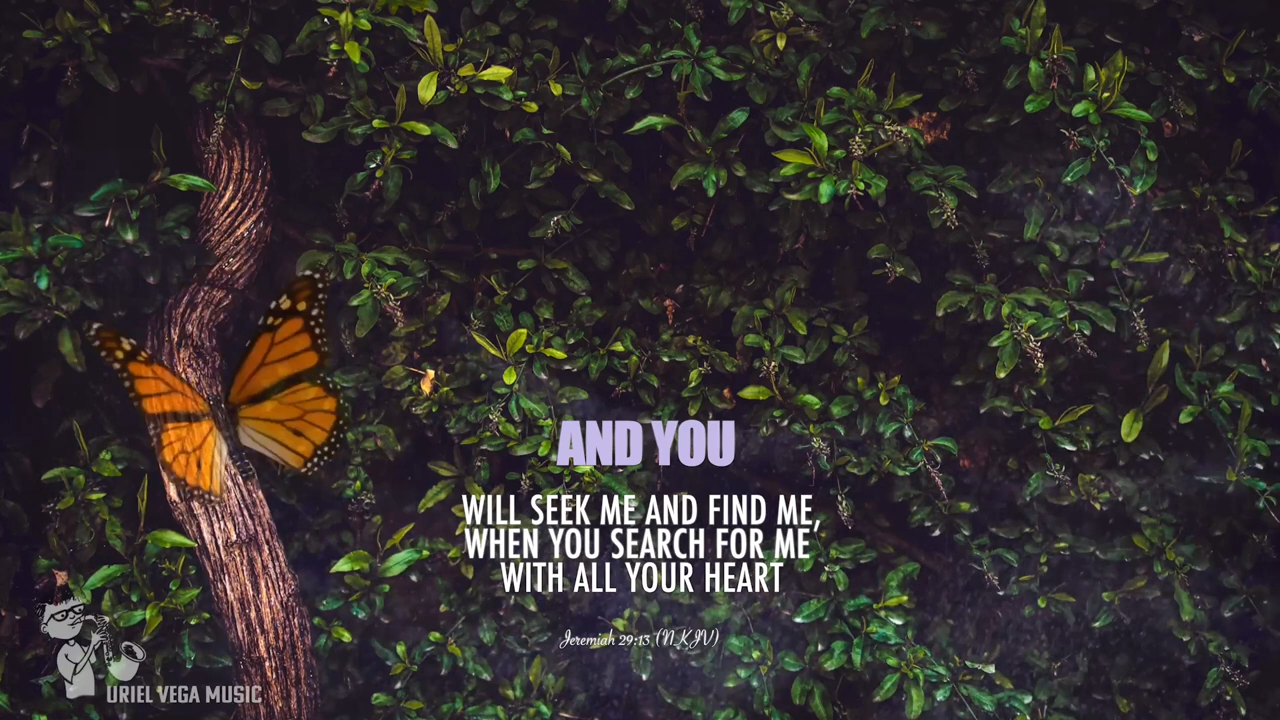 AND YOU
WILL SEEK ME AND FIND ME,
WHEN YOU SEARCH FOR ME
WITH ALL YOUR HEART
Jeremiah 29:13 (NKJV)
URIEL VEGA MUSIC